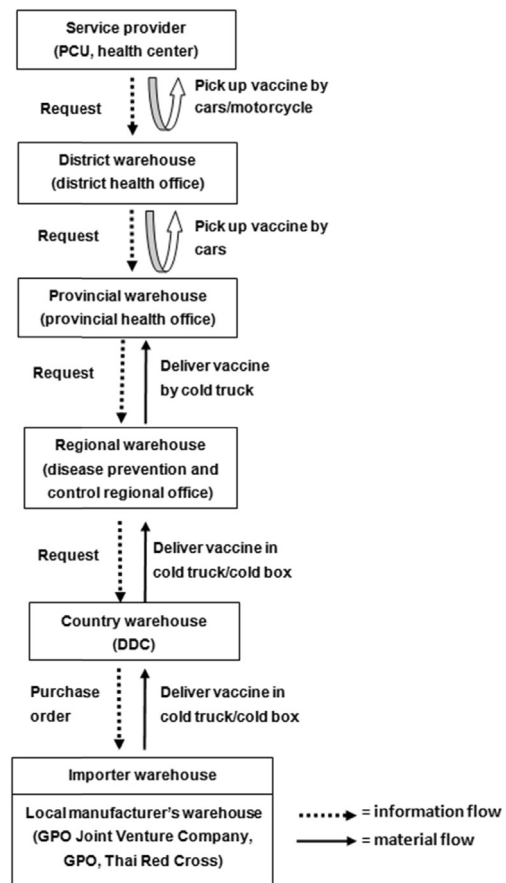 Service provider
(PCU, health center)
Request
Pick up vaccine by
cars/motorcycle
District warehouse
(district health office)
Request
Pick up vaccine by
cars
Provincial warehouse
(provincial health office)
Request
Deliver vaccine
by cold truck
Regional warehouse
(disease prevention and
control regional office)
Request
Deliver vaccine in
cold truck/cold box
Country warehouse
(DDC)
Purchase
order
Deliver vaccine in
cold truck/cold box
Importer warehouse
Local manufacturer's warehouse
(GPO Joint Venture Company,
GPO, Thai Red Cross)
= information flow
= material flow